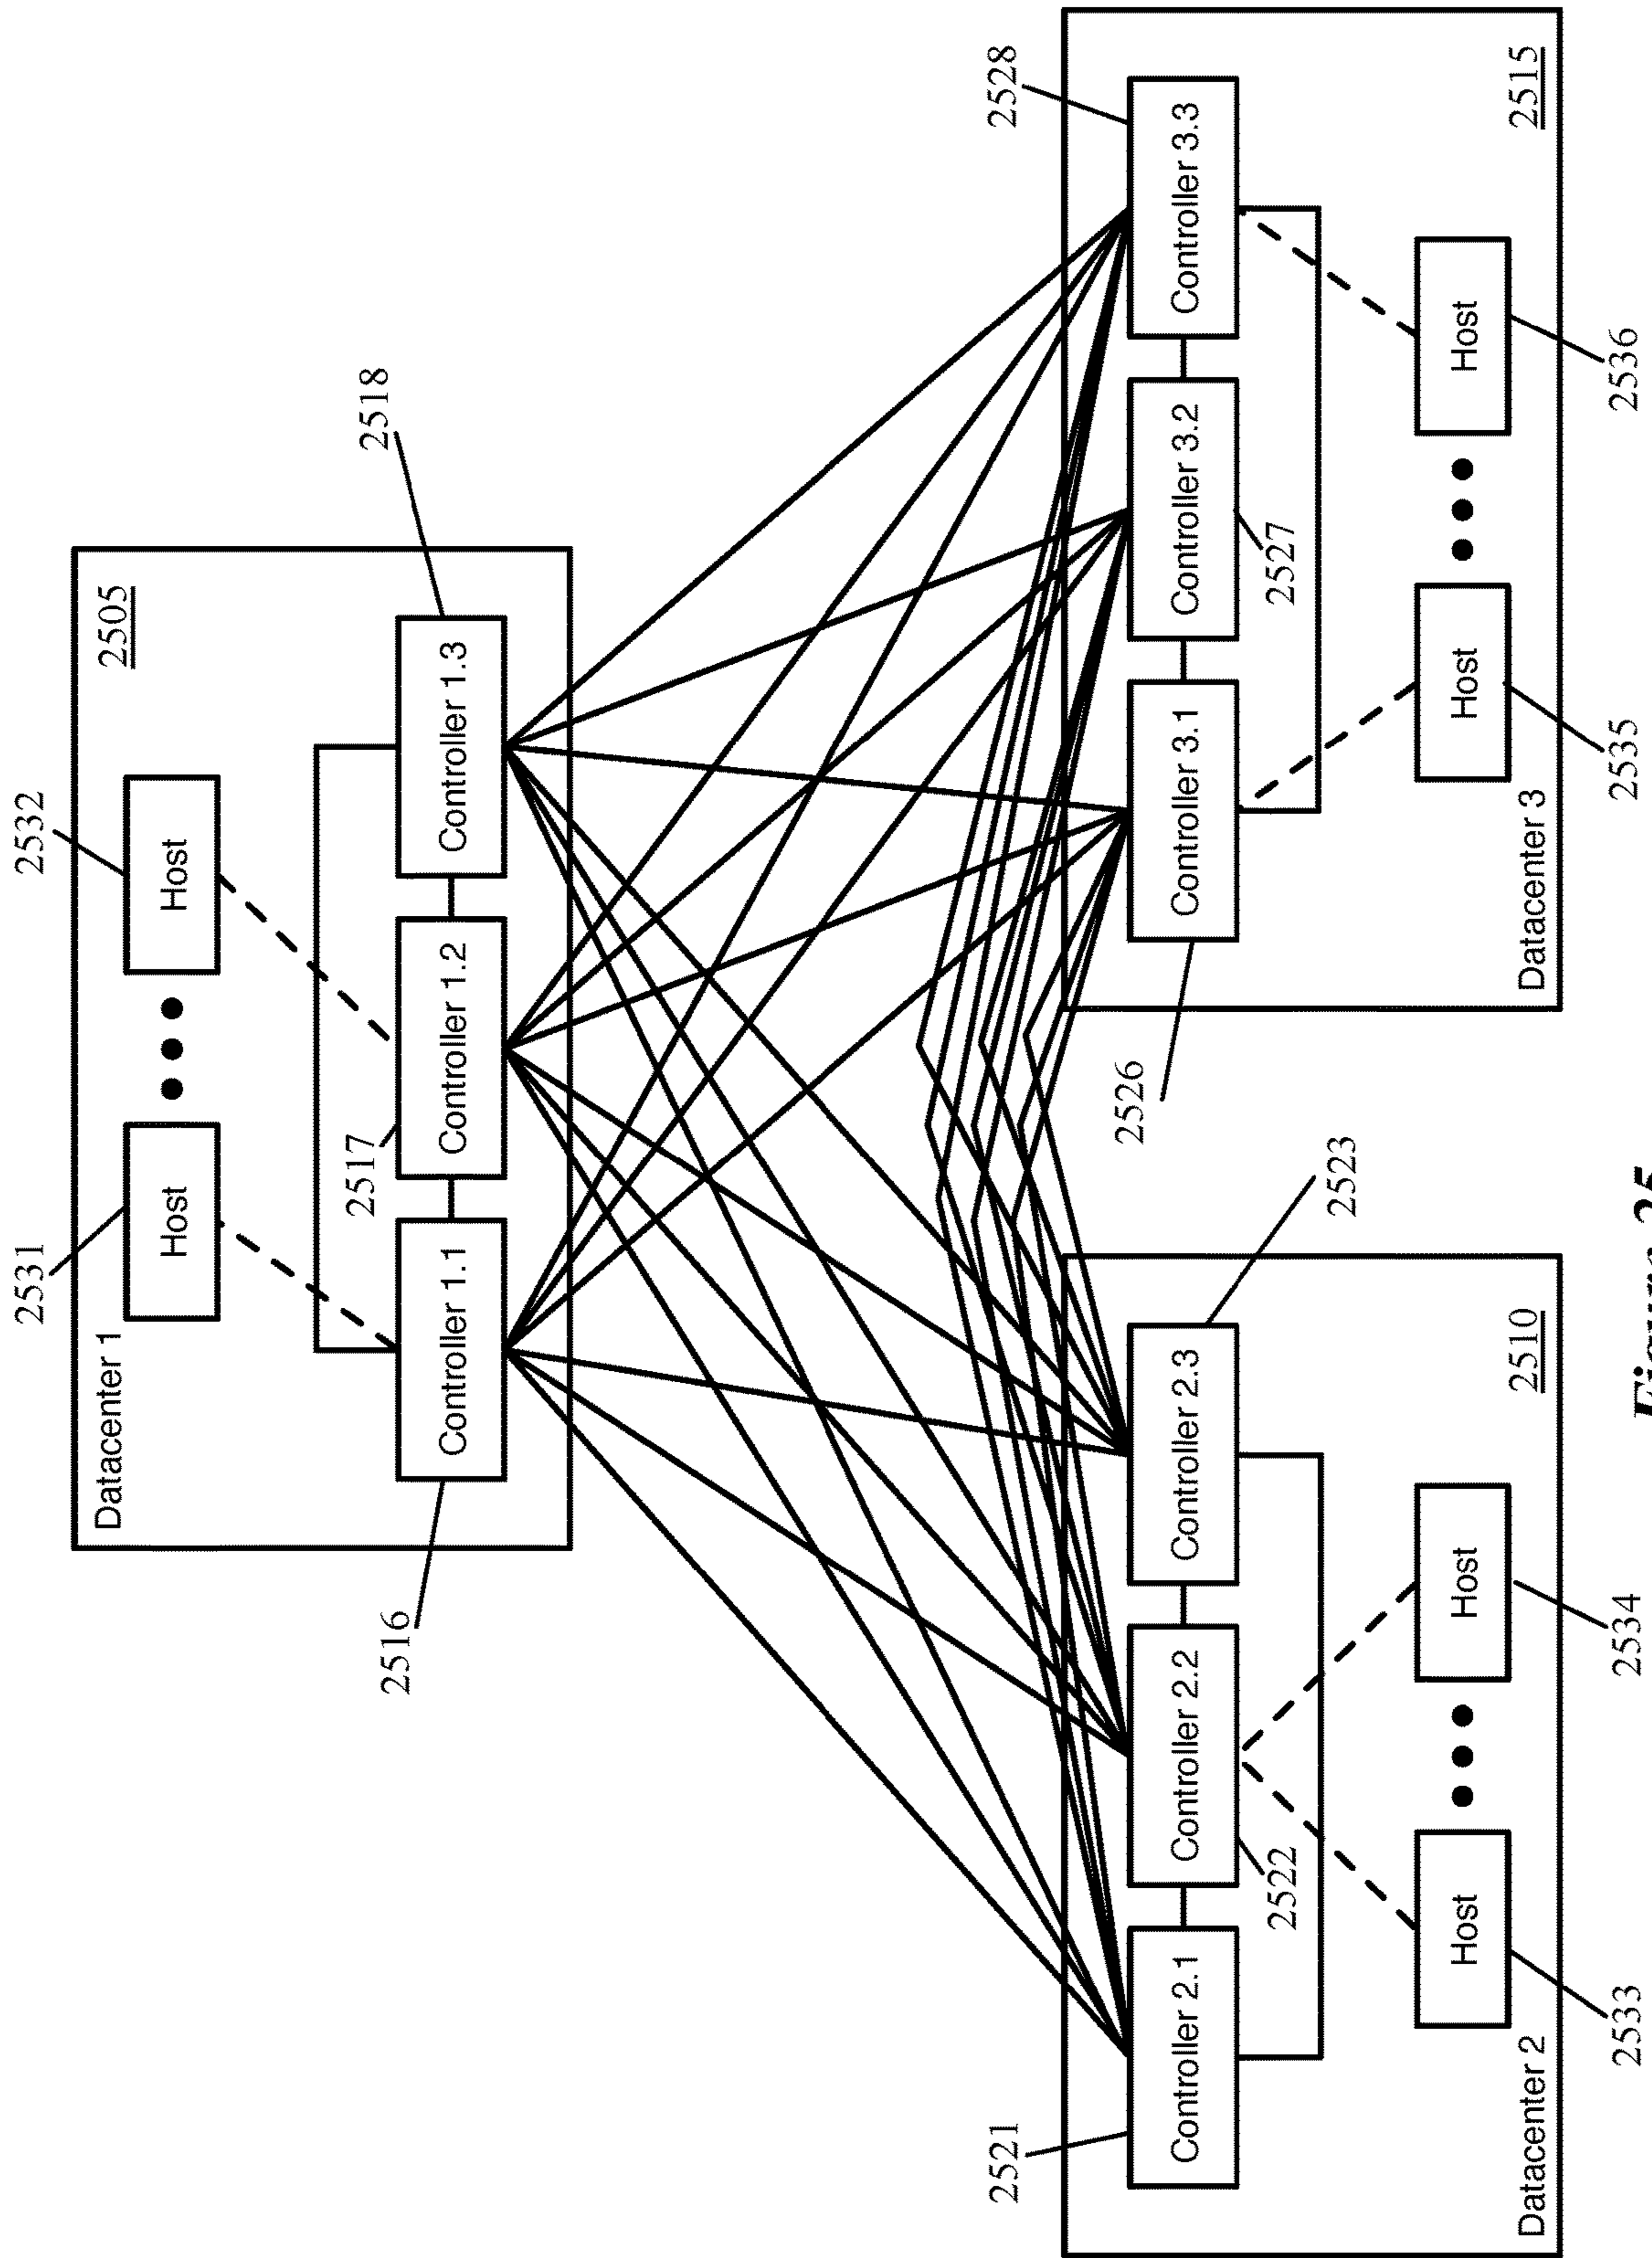 2531
2532
Datacenter 1
2505
Host
Host
2517
2516
2518
Controller 1.1
Controller 1.2
Controller 1.3
2521
2523
2526
2528
Controller 2.1
Controller 2.2
Controller 2.3
Controller 3.1
Controller 3.2
Controller 3.3
2522
2527
Host
Host
Host
Host
Datacenter 2
2510
Datacenter 3
2515
2533
2534
2535
2536
Figure 25